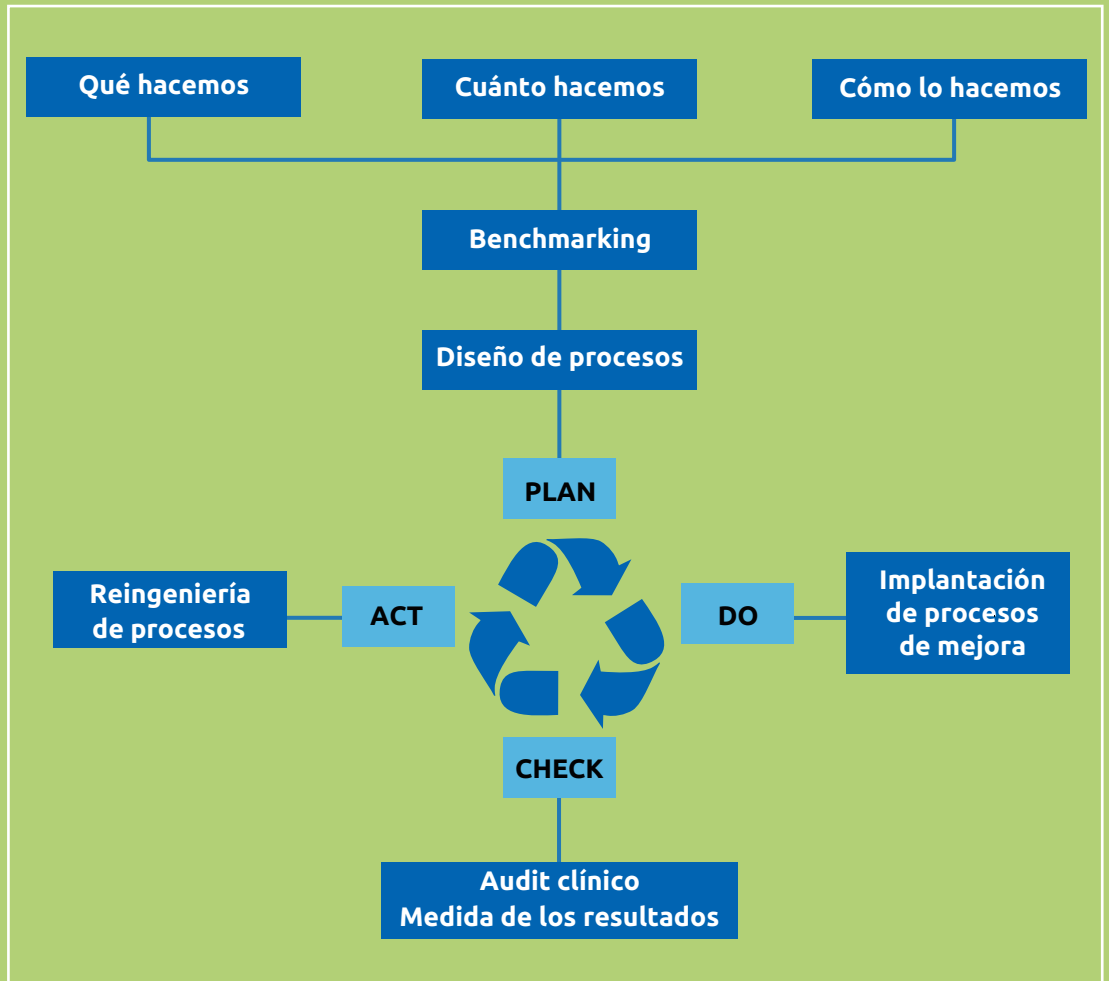 Qué hacemos
Cuánto hacemos
Cómo lo hacemos
Benchmarking
Diseño de procesos
PLAN
Reingeniería
de procesos
ACT
DO
Implantación
de procesos
de mejora
CHECK
Audit clínico
Medida de los resultados